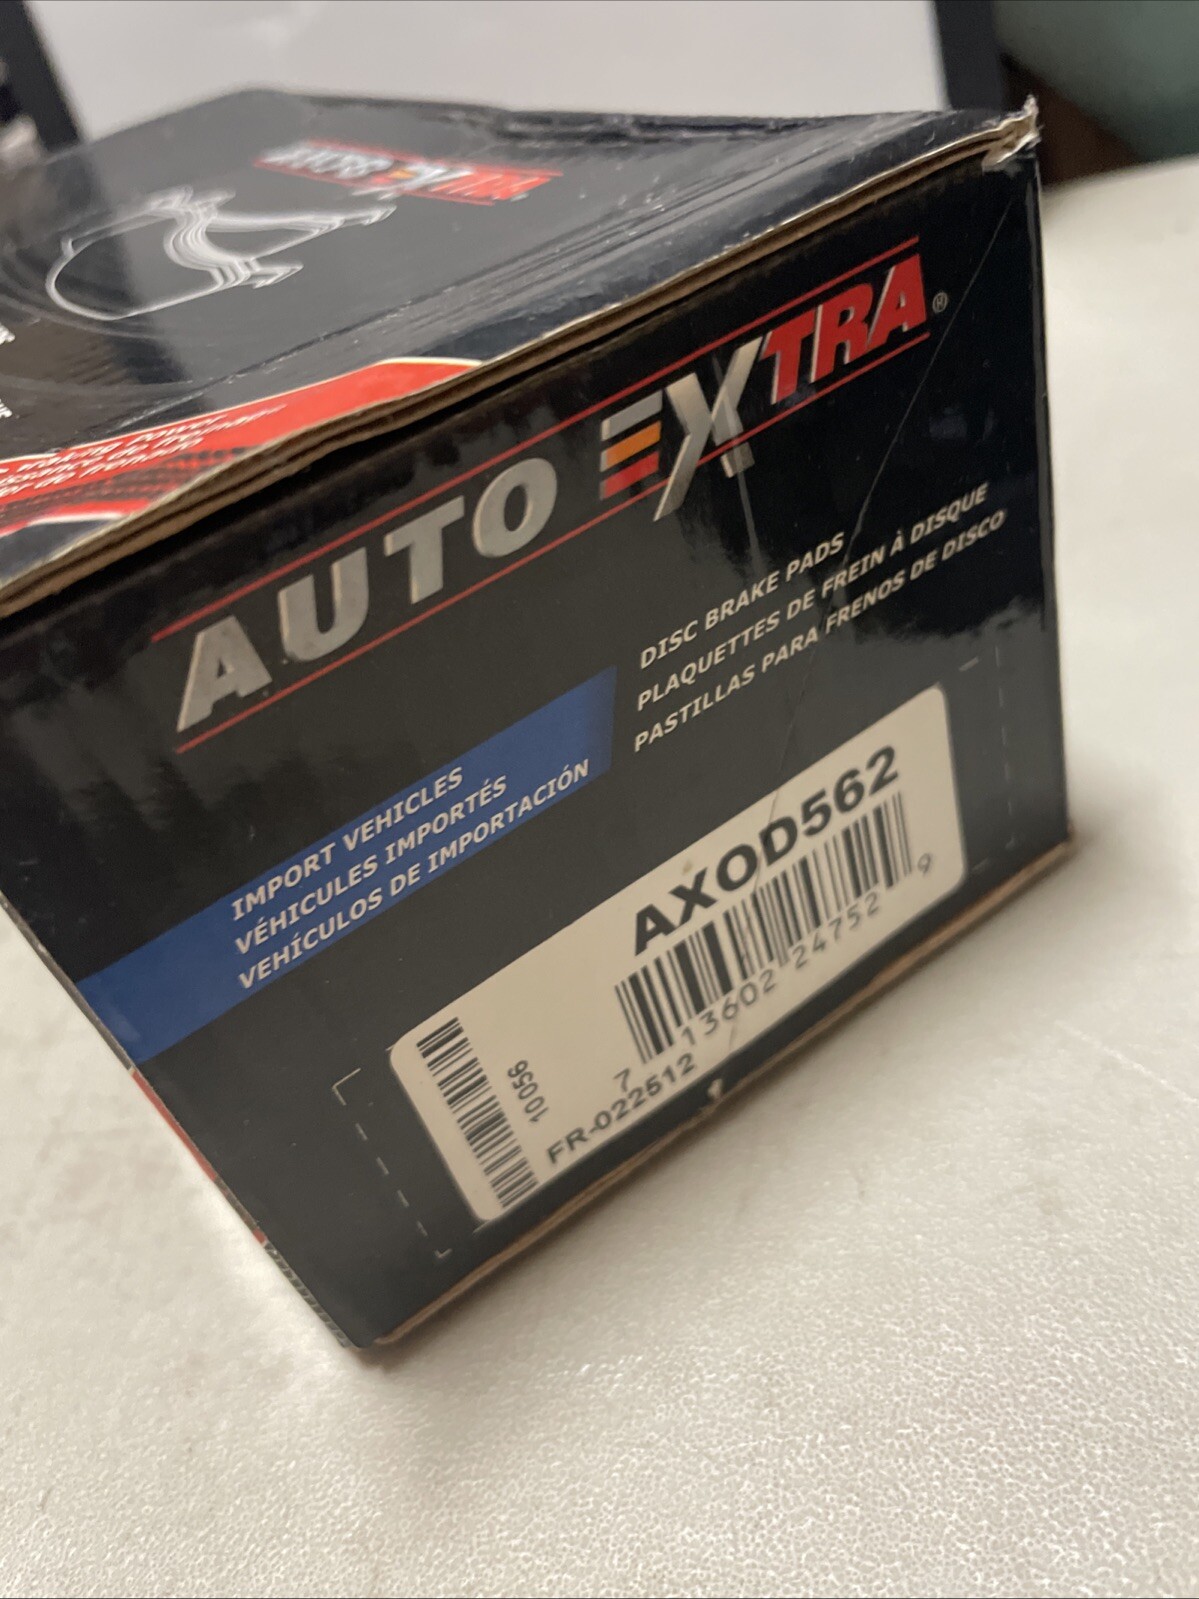 AUTO EXTRA
AUTO EXTRA®
DISC BRAKE PADS
PLAQUETTES DE FREIN À DISQUE
PASTILLAS PARA FRENOS DE DISCO
IMPORT VEHICLES
VÉHICULES IMPORTÉS
VEHÍCULOS DE IMPORTACIÓN
AXOD562
7 13602 24752 9
10056
FR-022512